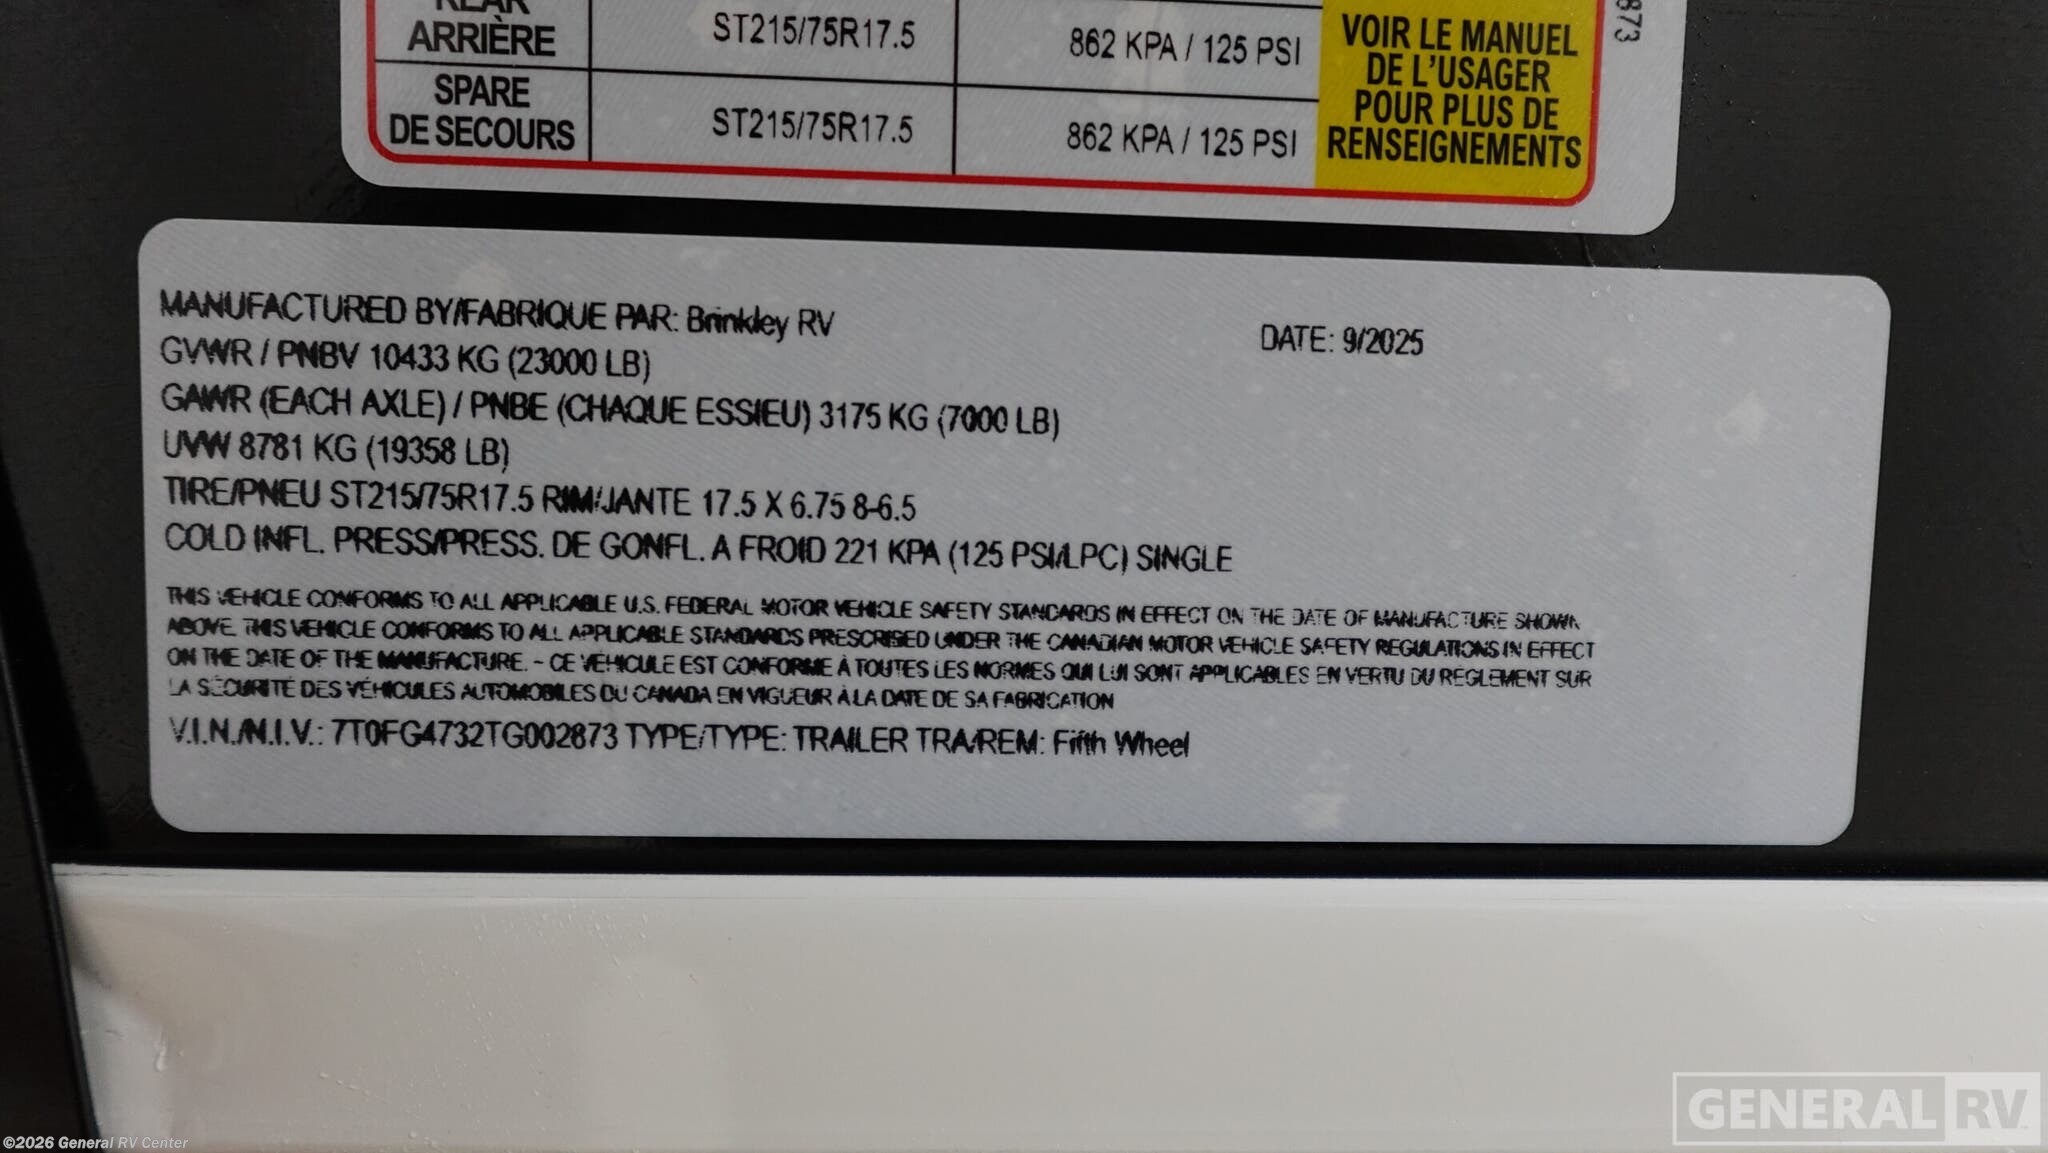 REAR
ARRIÈRE
ST215/75R17.5
862 KPA / 125 PSI
SPARE
DE SECOURS
ST215/75R17.5
862 KPA / 125 PSI
VOIR LE MANUEL
DE L'USAGER
POUR PLUS DE
RENSEIGNEMENTS
873
MANUFACTURED BY/FABRIQUE PAR: Brinkley RV
DATE: 9/2025
GVWR / PNBV 10433 KG (23000 LB)
GAWR (EACH AXLE) / PNBE (CHAQUE ESSIEU) 3175 KG (7000 LB)
UVW 8781 KG (19358 LB)
TIRE/PNEU ST215/75R17.5 RIM/JANTE 17.5 X 6.75 8-6.5
COLD INFL. PRESS/PRESS. DE GONFL. A FROID 221 KPA (125 PSI/LPC) SINGLE
THIS VEHICLE CONFORMS TO ALL APPLICABLE U.S. FEDERAL MOTOR VEHICLE SAFETY STANDARDS IN EFFECT ON THE DATE OF MANUFACTURE SHOWN
ABOVE. THIS VEHICLE CONFORMS TO ALL APPLICABLE STANDARDS PRESCRISED UNDER THE CANADIAN MOTOR VEHICLE SAFETY REGULATIONS IN EFFECT
ON THE DATE OF THE MANUFACTURE. - CE VÉHICULE EST CONFORME À TOUTES LES NORMES QUI LUI SONT APPLICABLES EN VERTU DU RÈGLEMENT SUR
LA SÉCURITÉ DES VÉHICULES AUTOMOBILES DU CANADA EN VIGUEUR À LA DATE DE SA FABRICATION
V.I.N./N.I.V.: 7T0FG4732TG002873 TYPE/TYPE: TRAILER TRA/REM: Fifth Wheel
GENERAL RV
©2026 General RV Center